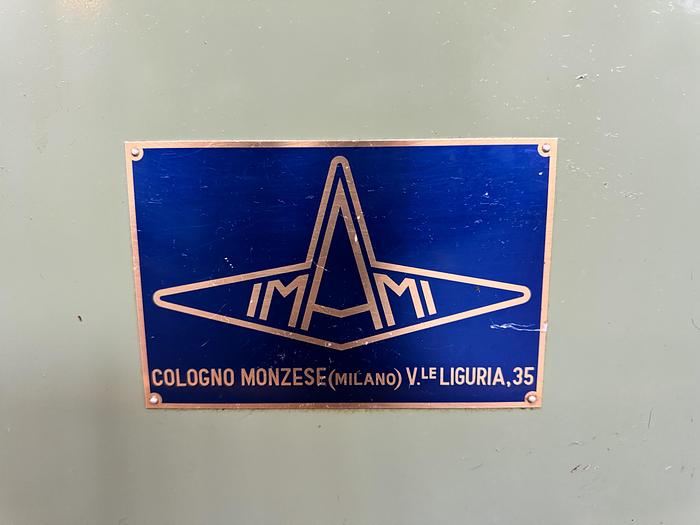 IMAMI
COLOGNO MONZESE (MILANO) V.LE LIGURIA, 35